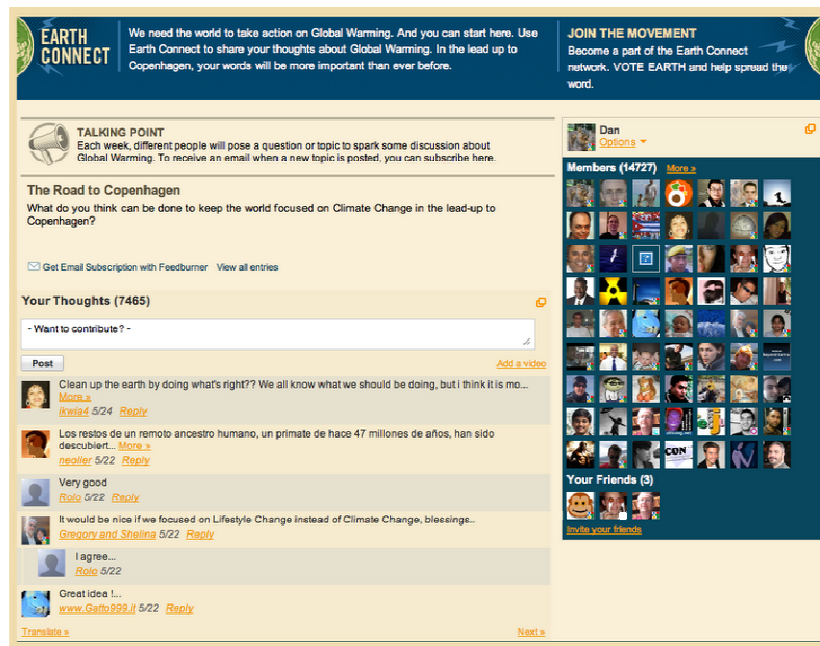 EARTH
CONNECT
We need the world to take action on Global Warming. And you can start here. Use
Earth Connect to share your thoughts about Global Warming. In the lead up to
Copenhagen, your words will be more important than ever before.
JOIN THE MOVEMENT
Become a part of the Earth Connect
network. VOTE EARTH and help spread the
word.
TALKING POINT
Each week, different people will pose a question or topic to spark some discussion about
Global Warming. To receive an email when a new topic is posted, you can subscribe here.
The Road to Copenhagen
What do you think can be done to keep the world focused on Climate Change in the lead-up to
Copenhagen?
Get Email Subscription with Feedburner View all entries
Your Thoughts (7465)
- Want to contribute? -
Post
Add a video
Clean up the earth by doing what's right?? We all know what we should be doing, but i think it is mo...
More »
ikwia4 5/24 Reply
Los restos de un remoto ancestro humano, un primate de hace 47 millones de años, han sido
descubiert... More »
neolier 5/22 Reply
Very good
Rolo 5/22 Reply
It would be nice if we focused on Lifestyle Change instead of Climate Change, blessings..
Gregory and Shelina 5/22 Reply
I agree...
Rolo 5/22
Great idea !...
www.Gatto999.it 5/22 Reply
Translate »
Next »
Dan
Options
Members (14727) More »
CON
Your Friends (3)
Invite your friends